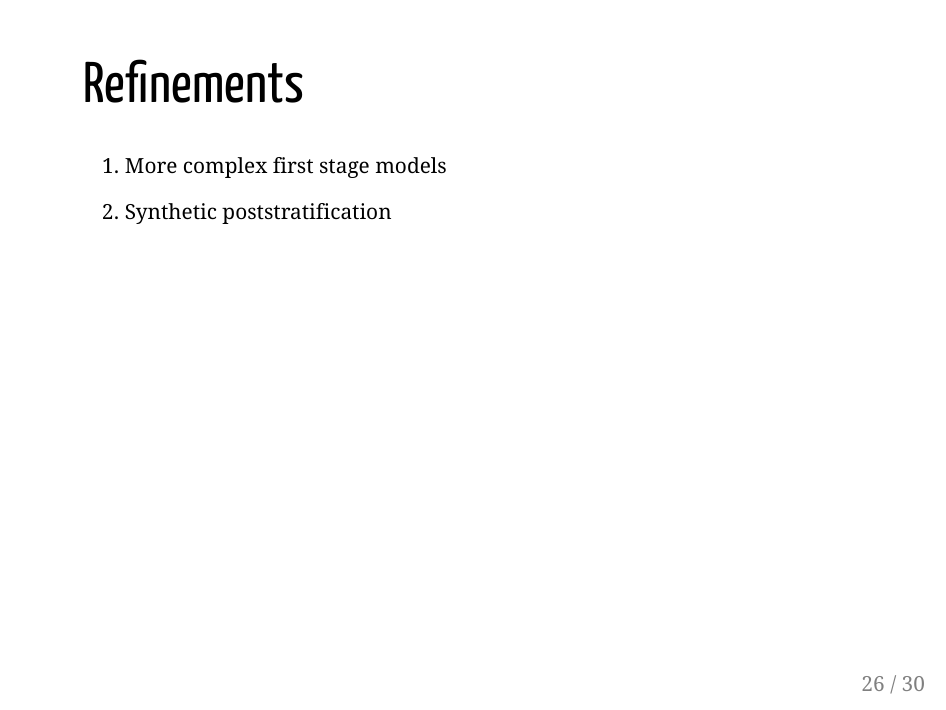 Refinements
1. More complex first stage models
2. Synthetic poststratification
26 / 30